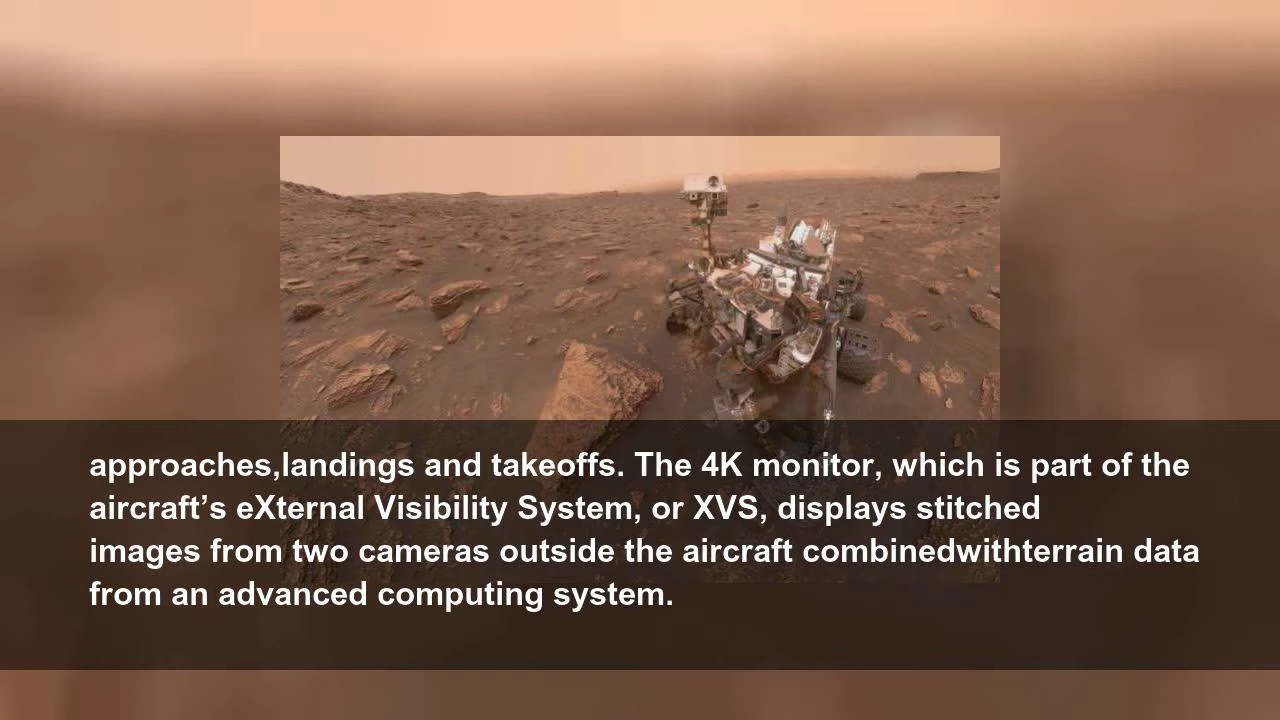 approaches,landings and takeoffs. The 4K monitor, which is part of the
aircraft’s eXternal Visibility System, or XVS, displays stitched
images from two cameras outside the aircraft combinedwithterrain data
from an advanced computing system.